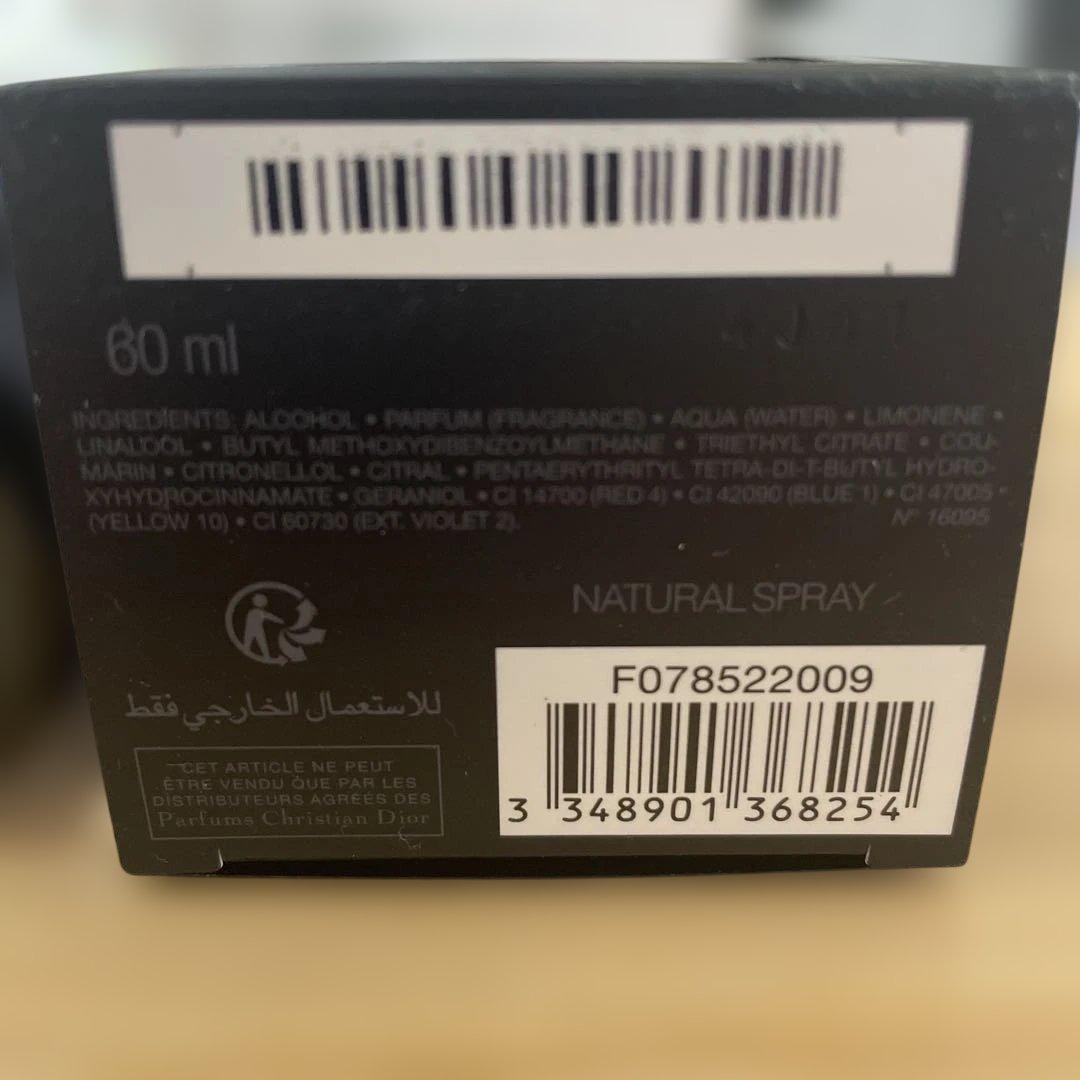 60 ml
INGREDIENTS: ALCOHOL • PARFUM (FRAGRANCE) • AQUA (WATER) • LIMONENE •
LINALOOL • BUTYL METHOXYDIBENZOYLMETHANE • TRIETHYL CITRATE • COU-
MARIN • CITRONELLOL • CITRAL • PENTAERYTHRITYL TETRA-DI-T-BUTYL HYDRO-
XYHYDROCINNAMATE • GERANIOL • CI 14700 (RED 4) • CI 42090 (BLUE 1) • CI 47005
(YELLOW 10) • CI 60730 (EXT. VIOLET 2).
N° 16095
NATURAL SPRAY
للاستعمال الخارجي فقط
CET ARTICLE NE PEUT
ÊTRE VENDU QUE PAR LES
DISTRIBUTEURS AGRÉÉS DES
Parfums Christian Dior
F078522009
3 348901 368254